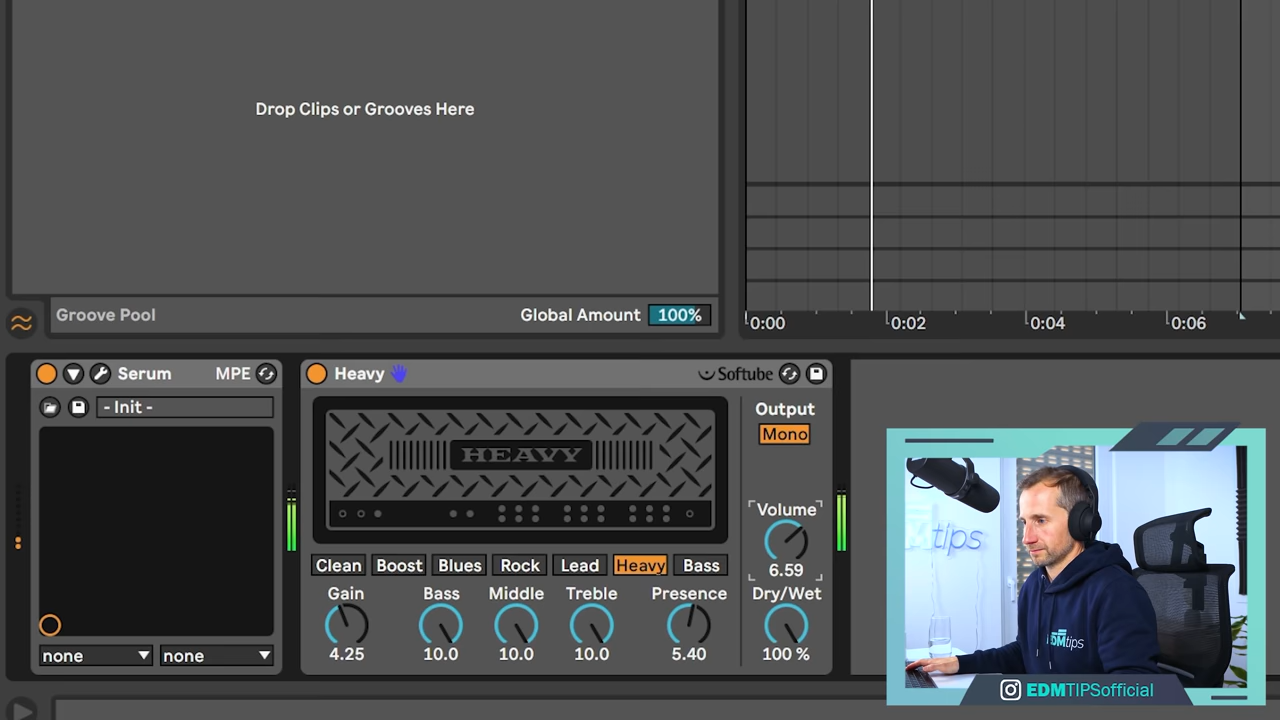 Drop Clips or Grooves Here
Groove Pool
Global Amount 100%
0:00 0:02 0:04 0:06
Serum MPE
- Init -
none none
Heavy Softube
HEAVY
Clean Boost Blues Rock Lead Heavy Bass
Gain Bass Middle Treble Presence
4.25 10.0 10.0 10.0 5.40
Output
Mono
Volume
6.59
Dry/Wet
100 %
tips
EDMtips
EDMTIPSofficial